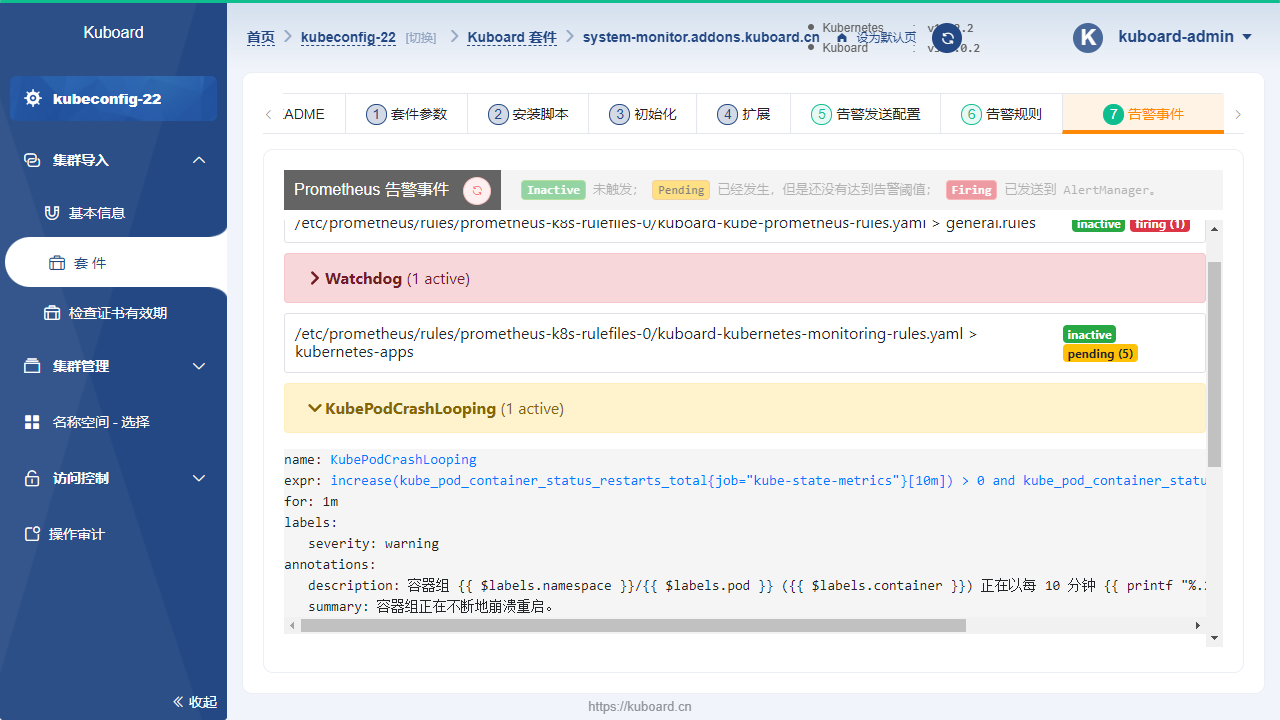 Kuboard
kubeconfig-22
集群导入
基本信息
套 件
检查证书有效期
集群管理
名称空间 - 选择
访问控制
操作审计
收起
首页
kubeconfig-22
[切换]
Kuboard 套件
system-monitor.addons.kuboard.cn
Kubernetes
Kuboard
设为默认页
K
kuboard-admin
ADME
1 套件参数
2 安装脚本
3 初始化
4 扩展
5 告警发送配置
6 告警规则
7 告警事件
Prometheus 告警事件
Inactive 未触发； Pending 已经发生，但是还没有达到告警阈值； Firing 已发送到 AlertManager。
/etc/prometheus/rules/prometheus-k8s-rulefiles-0/kuboard-kube-prometheus-rules.yaml > general.rules
inactive firing (1)
Watchdog (1 active)
/etc/prometheus/rules/prometheus-k8s-rulefiles-0/kuboard-kubernetes-monitoring-rules.yaml >
kubernetes-apps
inactive
pending (5)
KubePodCrashLooping (1 active)
name: KubePodCrashLooping
expr: increase(kube_pod_container_status_restarts_total{job="kube-state-metrics"}[10m]) > 0 and kube_pod_container_statu
for: 1m
labels:
severity: warning
annotations:
description: 容器组 {{ $labels.namespace }}/{{ $labels.pod }} ({{ $labels.container }}) 正在以每 10 分钟 {{ printf "%.
summary: 容器组正在不断地崩溃重启。
https://kuboard.cn